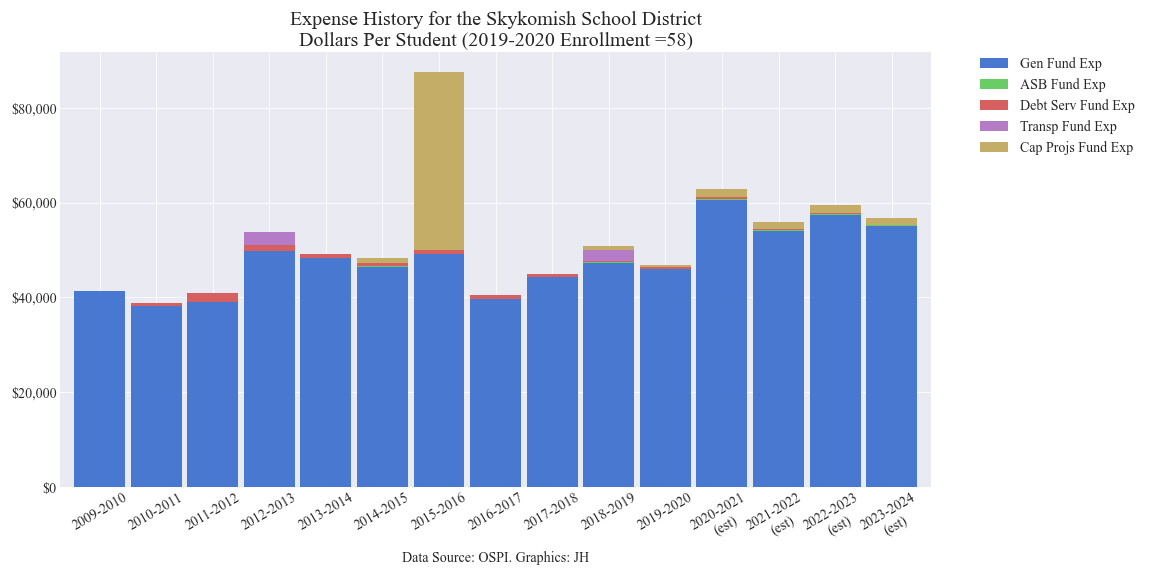 Expense History for the Skykomish School District
Dollars Per Student (2019-2020 Enrollment =58)
Gen Fund Exp
ASB Fund Exp
Debt Serv Fund Exp
Transp Fund Exp
Cap Projs Fund Exp
$80,000
$60,000
$40,000
$20,000
$0
2009-2010
2010-2011
2011-2012
2012-2013
2013-2014
2014-2015
2015-2016
2016-2017
2017-2018
2018-2019
2019-2020
2020-2021
(est)
2021-2022
(est)
2022-2023
(est)
2023-2024
(est)
Data Source: OSPI. Graphics: JH